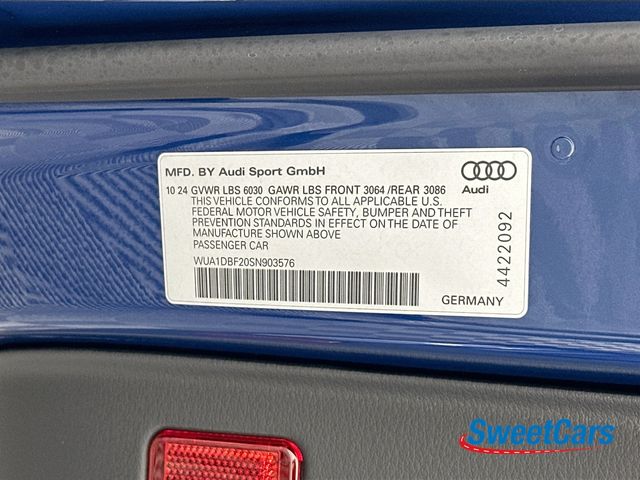 MFD. BY Audi Sport GmbH
Audi
10 24 GVWR LBS 6030 GAWR LBS FRONT 3064 /REAR 3086
THIS VEHICLE CONFORMS TO ALL APPLICABLE U.S.
FEDERAL MOTOR VEHICLE SAFETY, BUMPER AND THEFT
PREVENTION STANDARDS IN EFFECT ON THE DATE OF
MANUFACTURE SHOWN ABOVE
PASSENGER CAR
WUA1DBF20SN903576
GERMANY
4422092
SweetCars